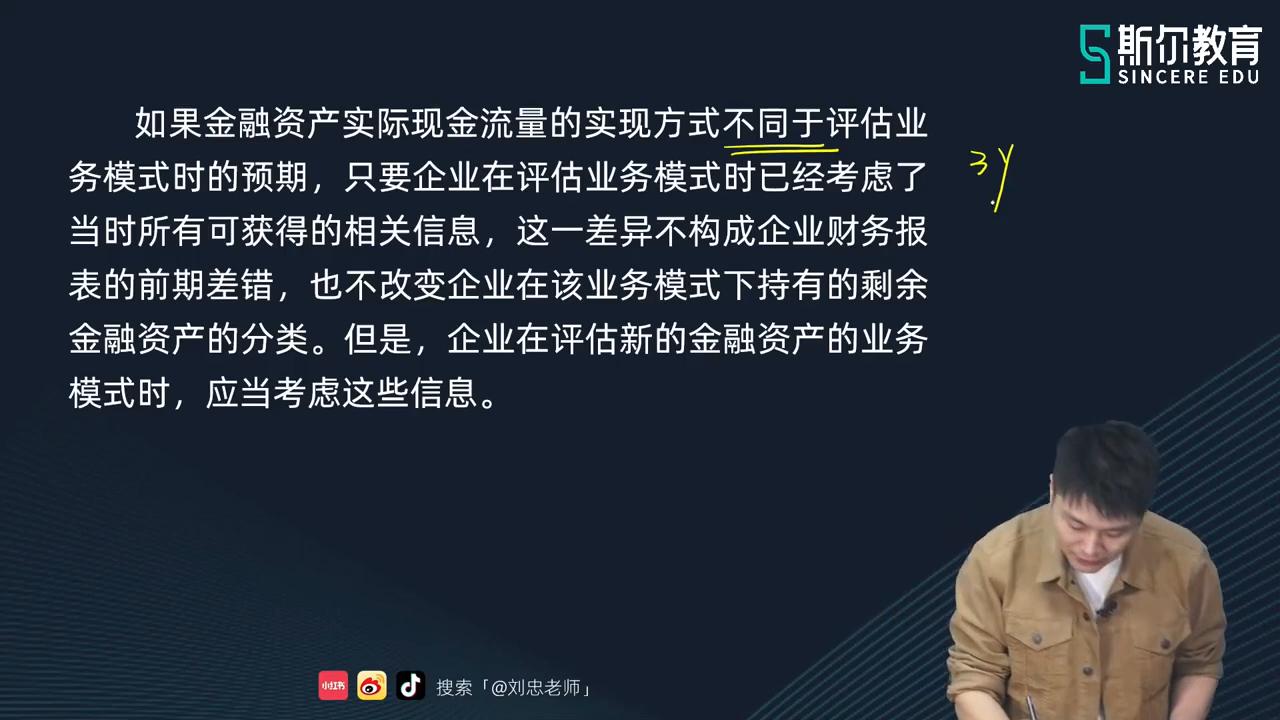 斯尔教育
SINCERE EDU
如果金融资产实际现金流量的实现方式不同于评估业
务模式时的预期，只要企业在评估业务模式时已经考虑了
当时所有可获得的相关信息，这一差异不构成企业财务报
表的前期差错，也不改变企业在该业务模式下持有的剩余
金融资产的分类。但是，企业在评估新的金融资产的业务
模式时，应当考虑这些信息。
3y
小红书
搜索「@刘忠老师」